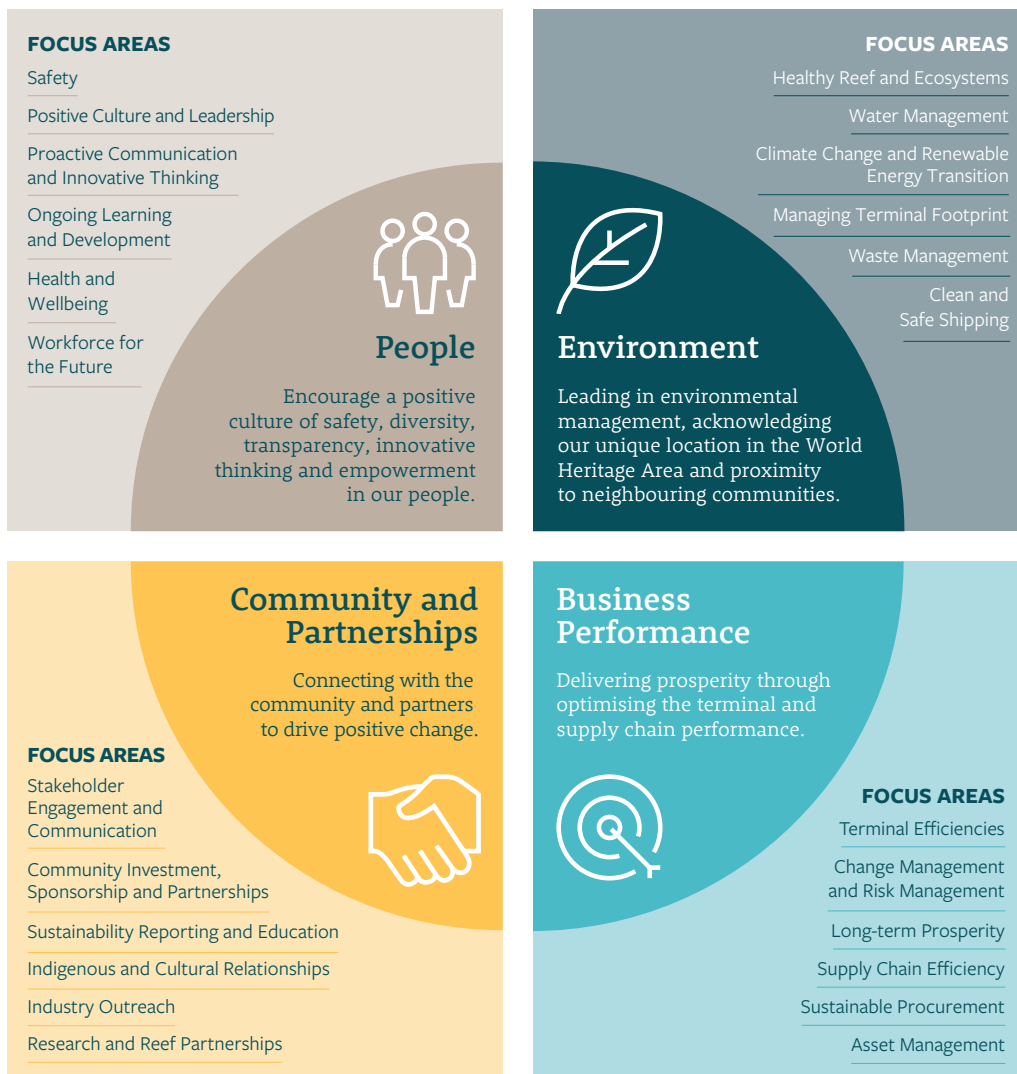 FOCUS AREAS
Safety
Positive Culture and Leadership
Proactive Communication
and Innovative Thinking
Ongoing Learning
and Development
Health and
Wellbeing
Workforce for
the Future
People
Encourage a positive
culture of safety, diversity,
transparency, innovative
thinking and empowerment
in our people.
FOCUS AREAS
Healthy Reef and Ecosystems
Water Management
Climate Change and Renewable
Energy Transition
Managing Terminal Footprint
Waste Management
Clean and
Safe Shipping
Environment
Leading in environmental
management, acknowledging
our unique location in the World
Heritage Area and proximity
to neighbouring communities.
Community and
Partnerships
Connecting with the
community and partners
to drive positive change.
FOCUS AREAS
Stakeholder
Engagement and
Communication
Community Investment,
Sponsorship and Partnerships
Sustainability Reporting and Education
Indigenous and Cultural Relationships
Industry Outreach
Research and Reef Partnerships
Business
Performance
Delivering prosperity through
optimising the terminal and
supply chain performance.
FOCUS AREAS
Terminal Efficiencies
Change Management
and Risk Management
Long-term Prosperity
Supply Chain Efficiency
Sustainable Procurement
Asset Management